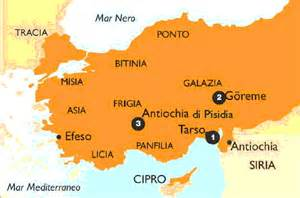 Mar Nero
TRACIA
PONTO
BITINIA
MISIA
GALAZIA
2
Göreme
ASIA
FRIGIA
Antiochia di Pisidia
3
Tarso
1
Efeso
Antiochia
LICIA
PANFILIA
SIRIA
CIPRO
Mar Mediterraneo